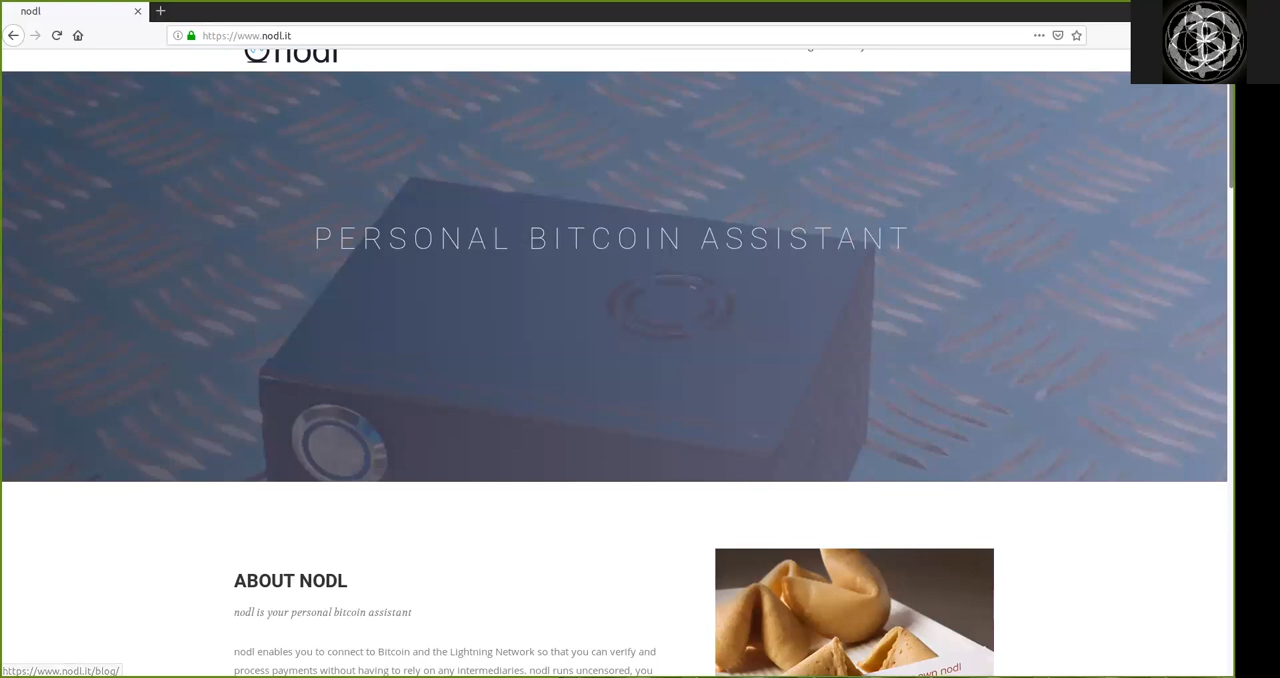 nodl
https://www.nodl.it
nodl
PERSONAL BITCOIN ASSISTANT
ABOUT NODL
nodl is your personal bitcoin assistant
nodl enables you to connect to Bitcoin and the Lightning Network so that you can verify and
process payments without having to rely on any intermediaries. nodl runs uncensored, you
own nodl
https://www.nodl.it/blog/